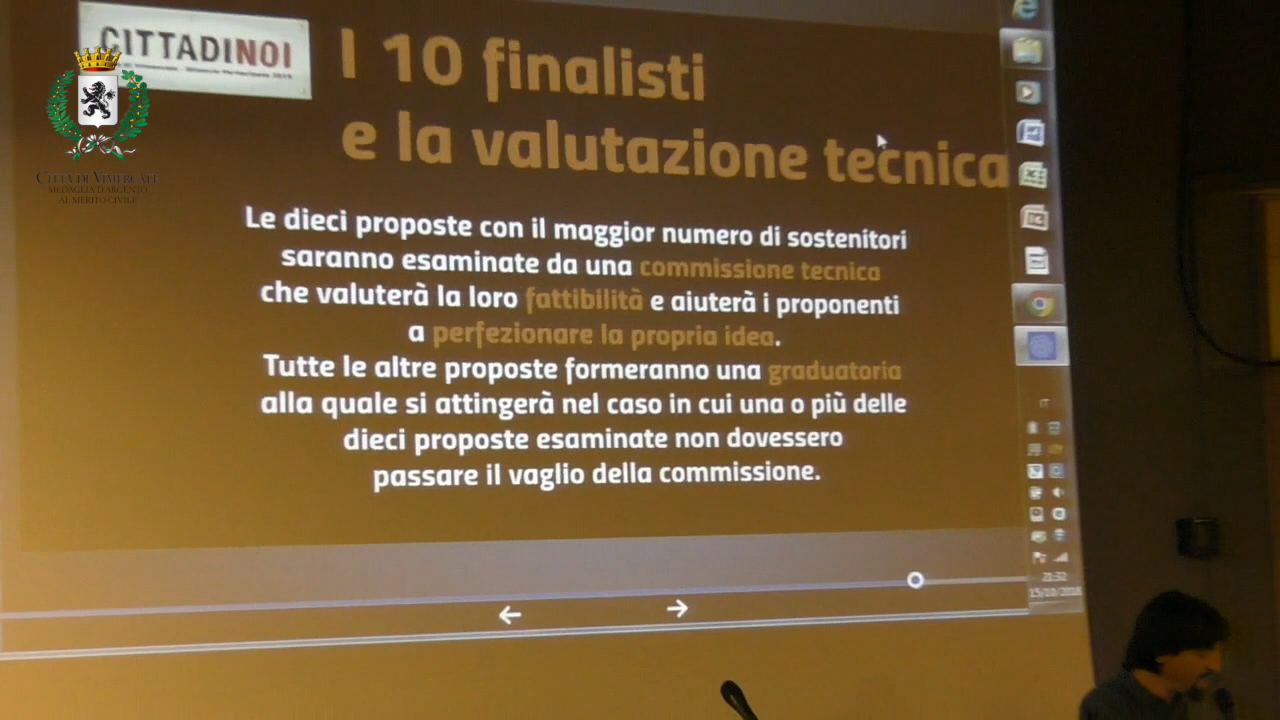 CITTADINOI
I 10 finalisti
e la valutazione tecnica
Le dieci proposte con il maggior numero di sostenitori
saranno esaminate da una commissione tecnica
che valuterà la loro fattibilità e aiuterà i proponenti
a perfezionare la propria idea.
Tutte le altre proposte formeranno una graduatoria
alla quale si attingerà nel caso in cui una o più delle
dieci proposte esaminate non dovessero
passare il vaglio della commissione.
CITTÀ DI VIMERCATE
MEDAGLIA D'ARGENTO
AL MERITO CIVILE
IT
21:32